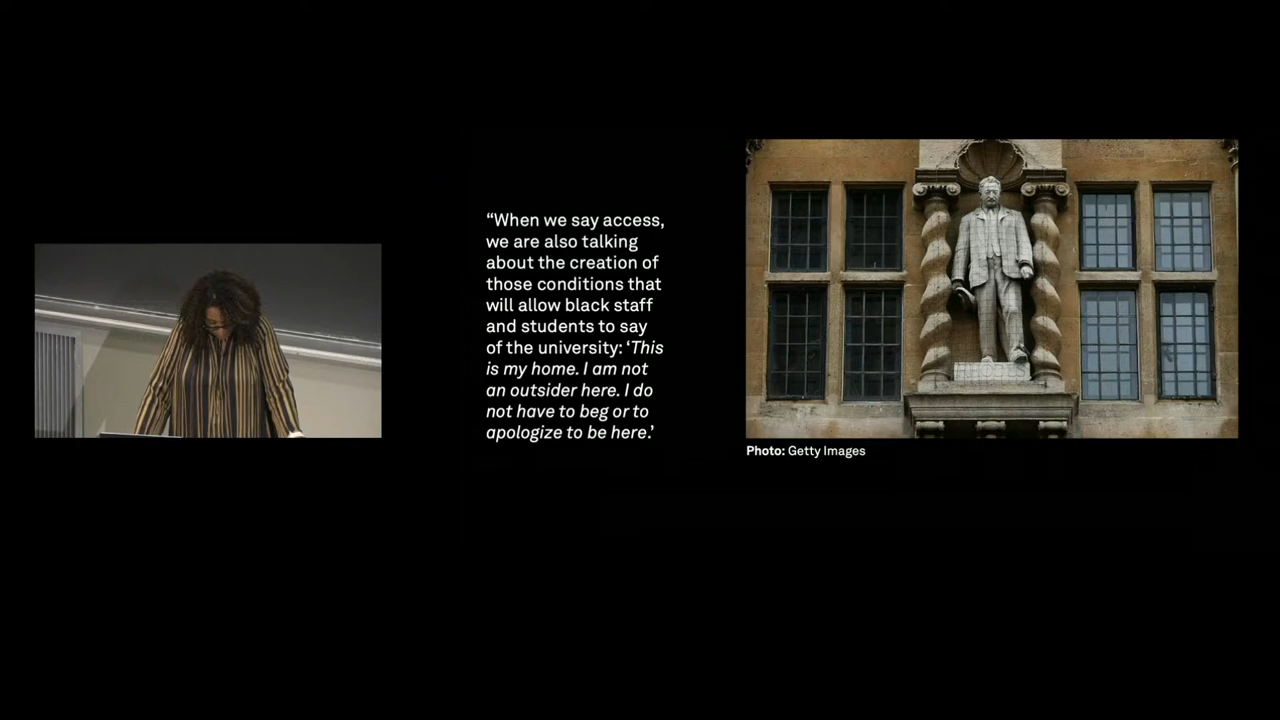 “When we say access,
we are also talking
about the creation of
those conditions that
will allow black staff
and students to say
of the university: ‘This
is my home. I am not
an outsider here. I do
not have to beg or to
apologize to be here.’
Photo: Getty Images